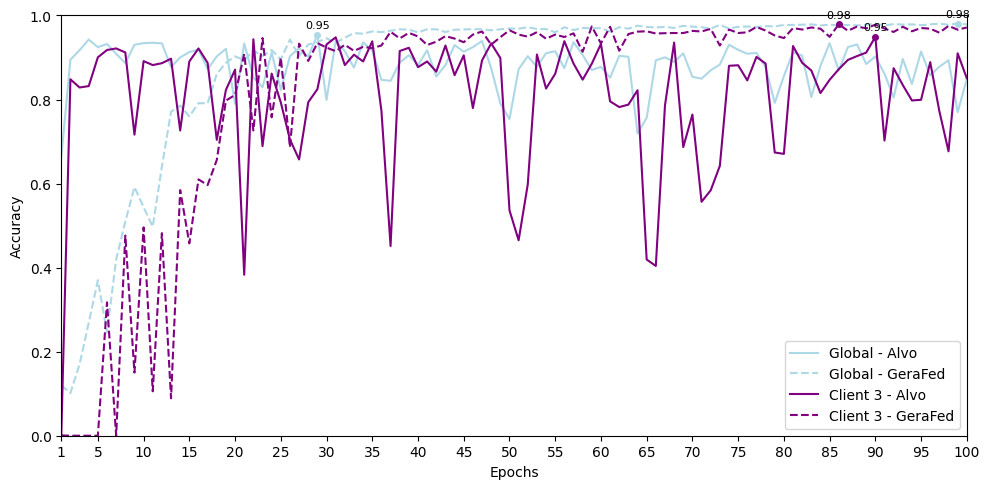 0.98
0.98
0.95
0.95
1.0
0.8
0.6
0.4
0.2
0.0
Accuracy
Global - Alvo
Global - GeraFed
Client 3 - Alvo
Client 3 - GeraFed
1 5 10 15 20 25 30 35 40 45 50 55 60 65 70 75 80 85 90 95 100
Epochs